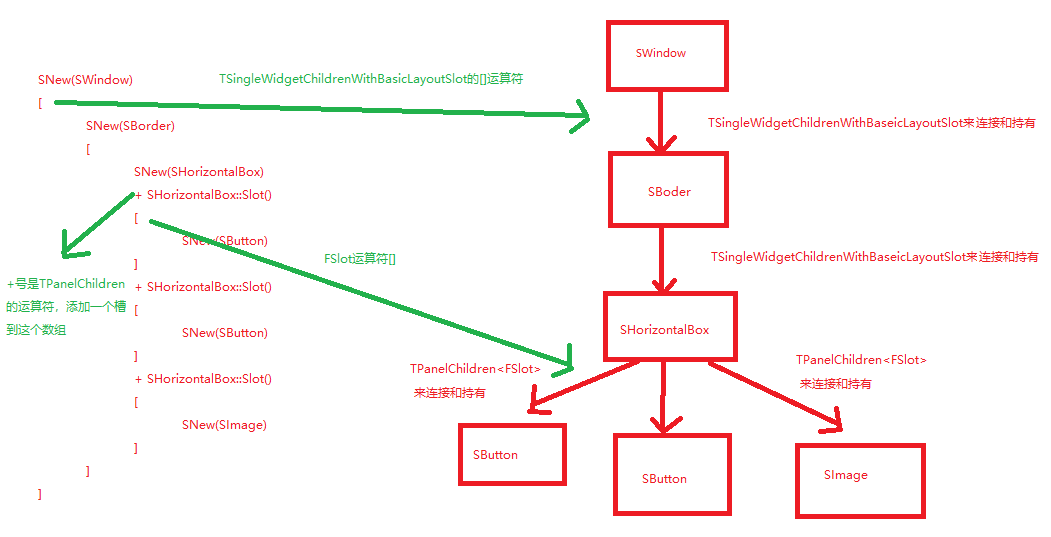 SNew(SWindow)
[
SNew(SBorder)
[
SNew(SHorizontalBox)
+ SHorizontalBox::Slot()
[
SNew(SButton)
]
+ SHorizontalBox::Slot()
[
SNew(SButton)
]
+ SHorizontalBox::Slot()
[
SNew(SImage)
]
]
]
TSingleWidgetChildrenWithBasicLayoutSlot的[]运算符
+号是TPanelChildren
的运算符，添加一个槽
到这个数组
FSlot运算符[]
SWindow
TSingleWidgetChildrenWithBaseicLayoutSlot来连接和持有
SBoder
TSingleWidgetChildrenWithBaseicLayoutSlot来连接和持有
SHorizontalBox
TPanelChildren<FSlot>
来连接和持有
TPanelChildren<FSlot>
来连接和持有
SButton
SButton
SImage